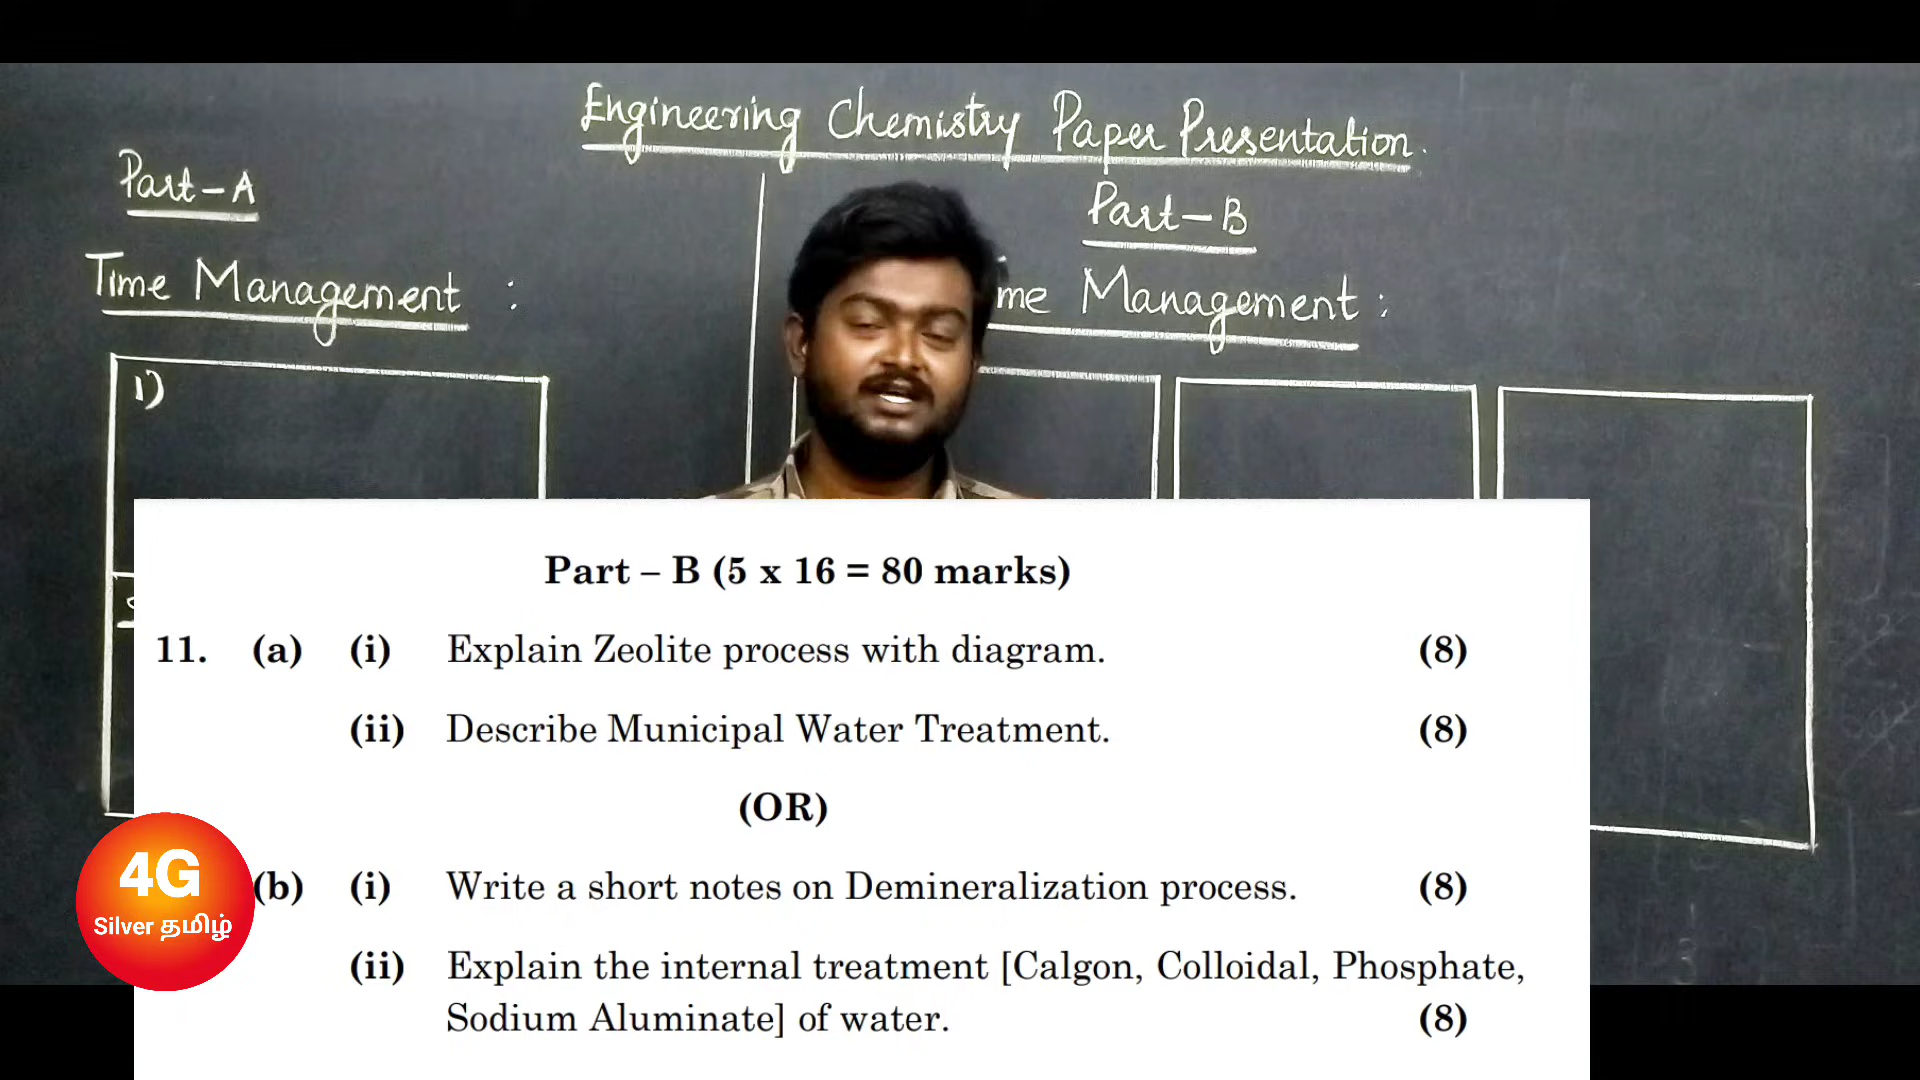 Engineering Chemistry Paper Presentation.
Part-A
Time Management :
1)
Part-B
me Management :
Part – B (5 x 16 = 80 marks)
11. (a) (i) Explain Zeolite process with diagram. (8)
(ii) Describe Municipal Water Treatment. (8)
(OR)
(b) (i) Write a short notes on Demineralization process. (8)
(ii) Explain the internal treatment [Calgon, Colloidal, Phosphate,
Sodium Aluminate] of water. (8)
4G
Silver தமிழ்